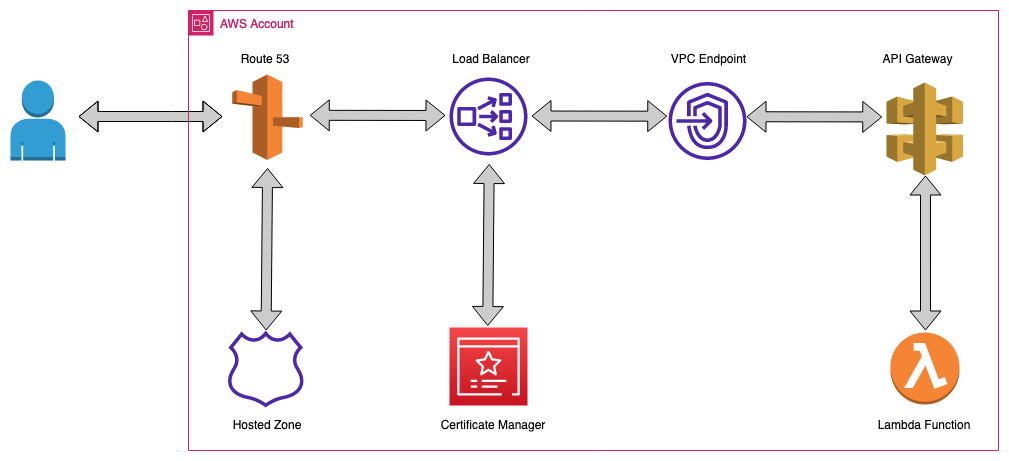 AWS Account
Route 53
Load Balancer
VPC Endpoint
API Gateway
Hosted Zone
Certificate Manager
Lambda Function